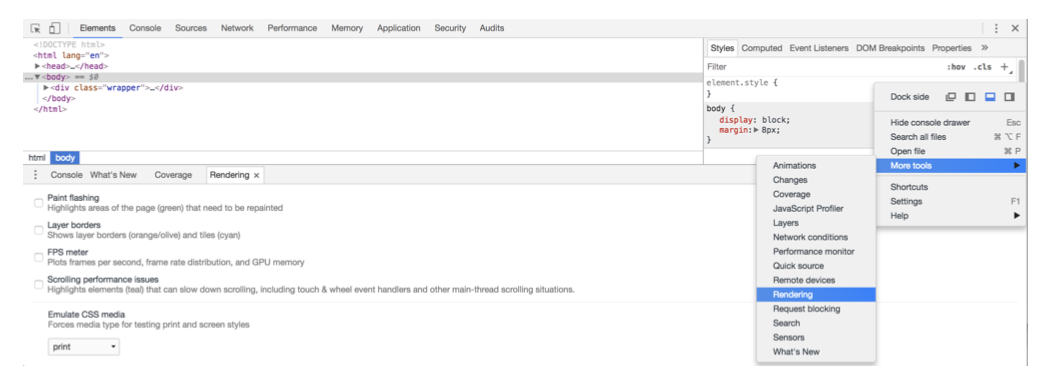 Elements Console Sources Network Performance Memory Application Security Audits
<!DOCTYPE html>
<html lang="en">
▶<head>…</head>
…▼<body> == $0
▶<div class="wrapper">…</div>
</body>
</html>
html body
Styles Computed Event Listeners DOM Breakpoints Properties »
Filter :hov .cls +
element.style {
}
body {
display: block;
margin:▶ 8px;
}
Dock side
Hide console drawer Esc
Search all files ⌘ ⌥ F
Open file ⌘ P
More tools ▶
Shortcuts
Settings F1
Help ▶
Animations
Changes
Coverage
JavaScript Profiler
Layers
Network conditions
Performance monitor
Quick source
Remote devices
Rendering
Request blocking
Search
Sensors
What's New
Console What's New Coverage Rendering ×
Paint flashing
Highlights areas of the page (green) that need to be repainted
Layer borders
Shows layer borders (orange/olive) and tiles (cyan)
FPS meter
Plots frames per second, frame rate distribution, and GPU memory
Scrolling performance issues
Highlights elements (teal) that can slow down scrolling, including touch & wheel event handlers and other main-thread scrolling situations.
Emulate CSS media
Forces media type for testing print and screen styles
print